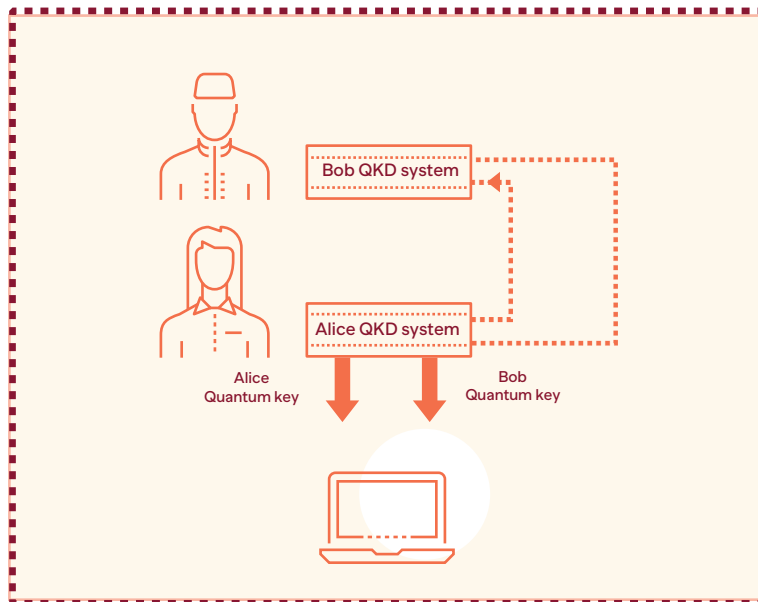 Bob QKD system
Alice QKD system
Alice
Quantum key
Bob
Quantum key